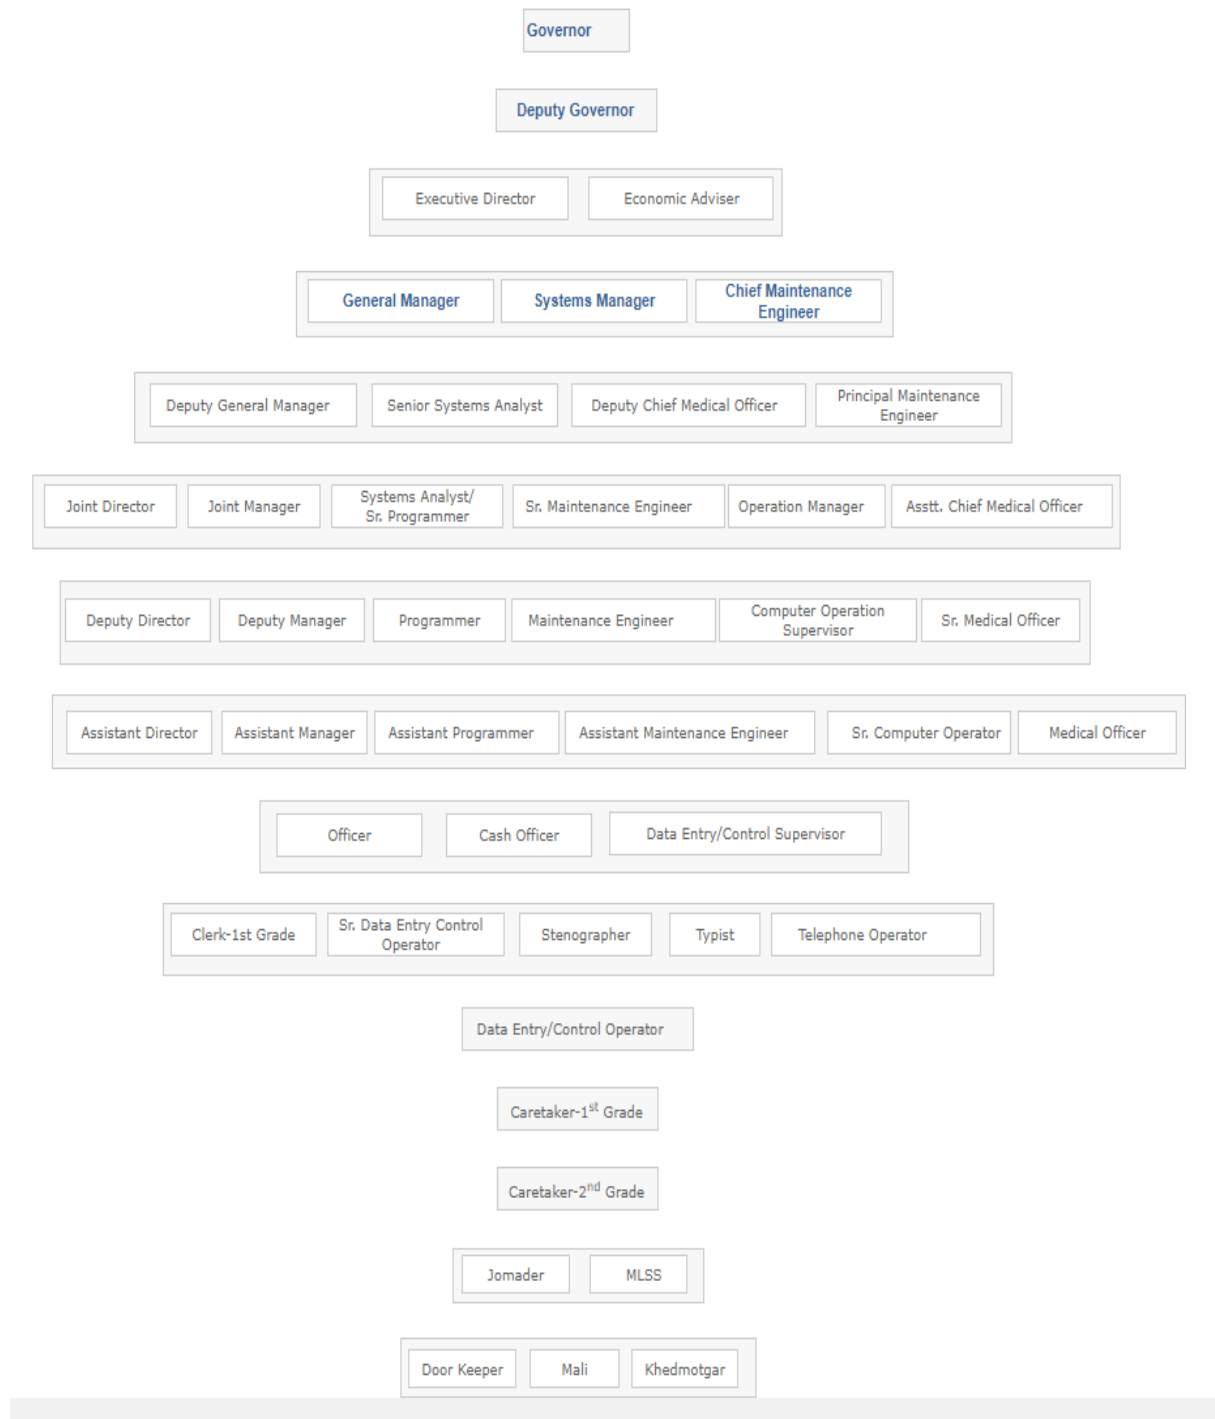 Governor
Deputy Governor
Executive Director
Economic Adviser
General Manager
Systems Manager
Chief Maintenance
Engineer
Deputy General Manager
Senior Systems Analyst
Deputy Chief Medical Officer
Principal Maintenance
Engineer
Joint Director
Joint Manager
Systems Analyst/
Sr. Programmer
Sr. Maintenance Engineer
Operation Manager
Asstt. Chief Medical Officer
Deputy Director
Deputy Manager
Programmer
Maintenance Engineer
Computer Operation
Supervisor
Sr. Medical Officer
Assistant Director
Assistant Manager
Assistant Programmer
Assistant Maintenance Engineer
Sr. Computer Operator
Medical Officer
Officer
Cash Officer
Data Entry/Control Supervisor
Clerk-1st Grade
Sr. Data Entry Control
Operator
Stenographer
Typist
Telephone Operator
Data Entry/Control Operator
Caretaker-1st Grade
Caretaker-2nd Grade
Jomader
MLSS
Door Keeper
Mali
Khedmotgar